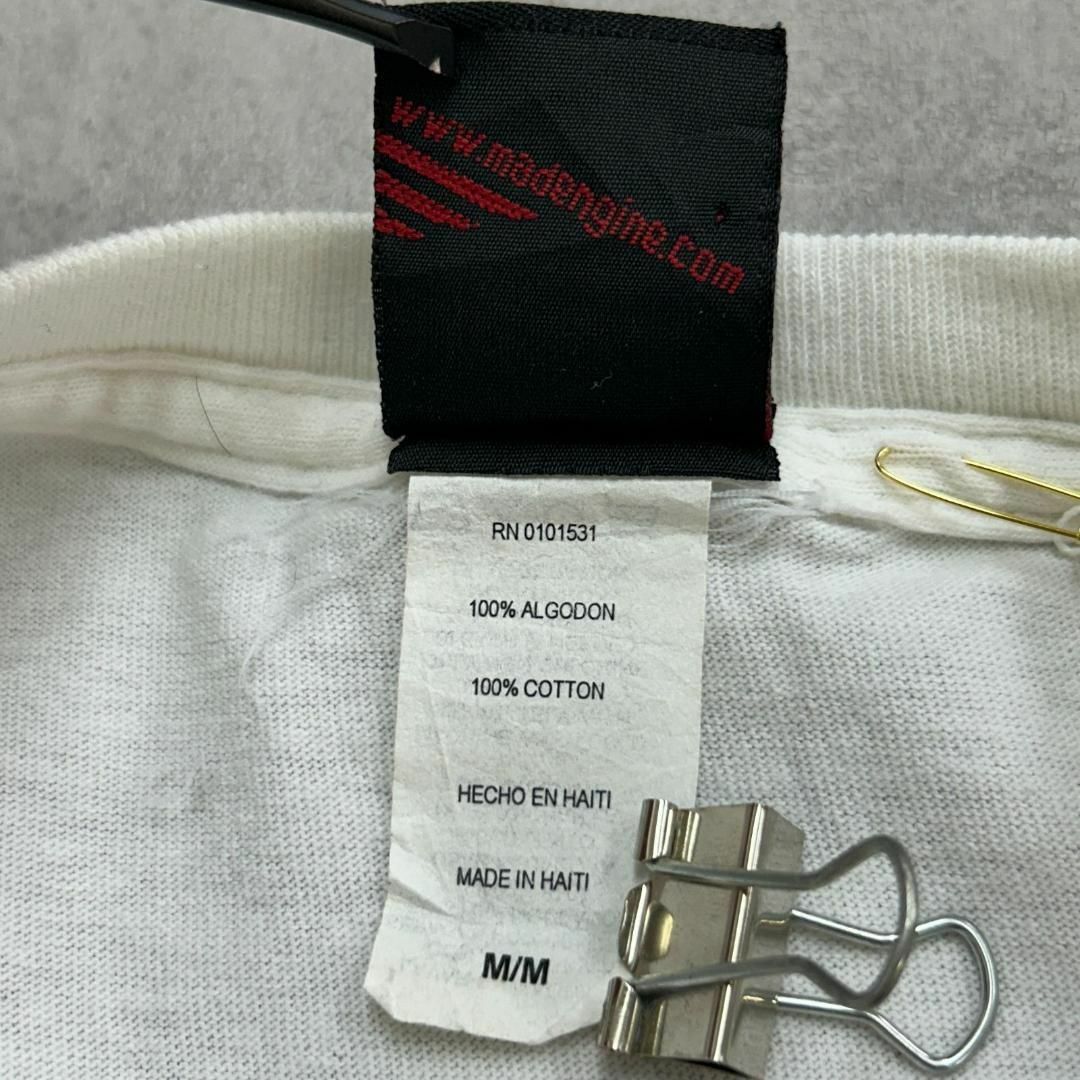 www.madengine.com
RN 0101531
100% ALGODON
100% COTTON
HECHO EN HAITI
MADE IN HAITI
M/M